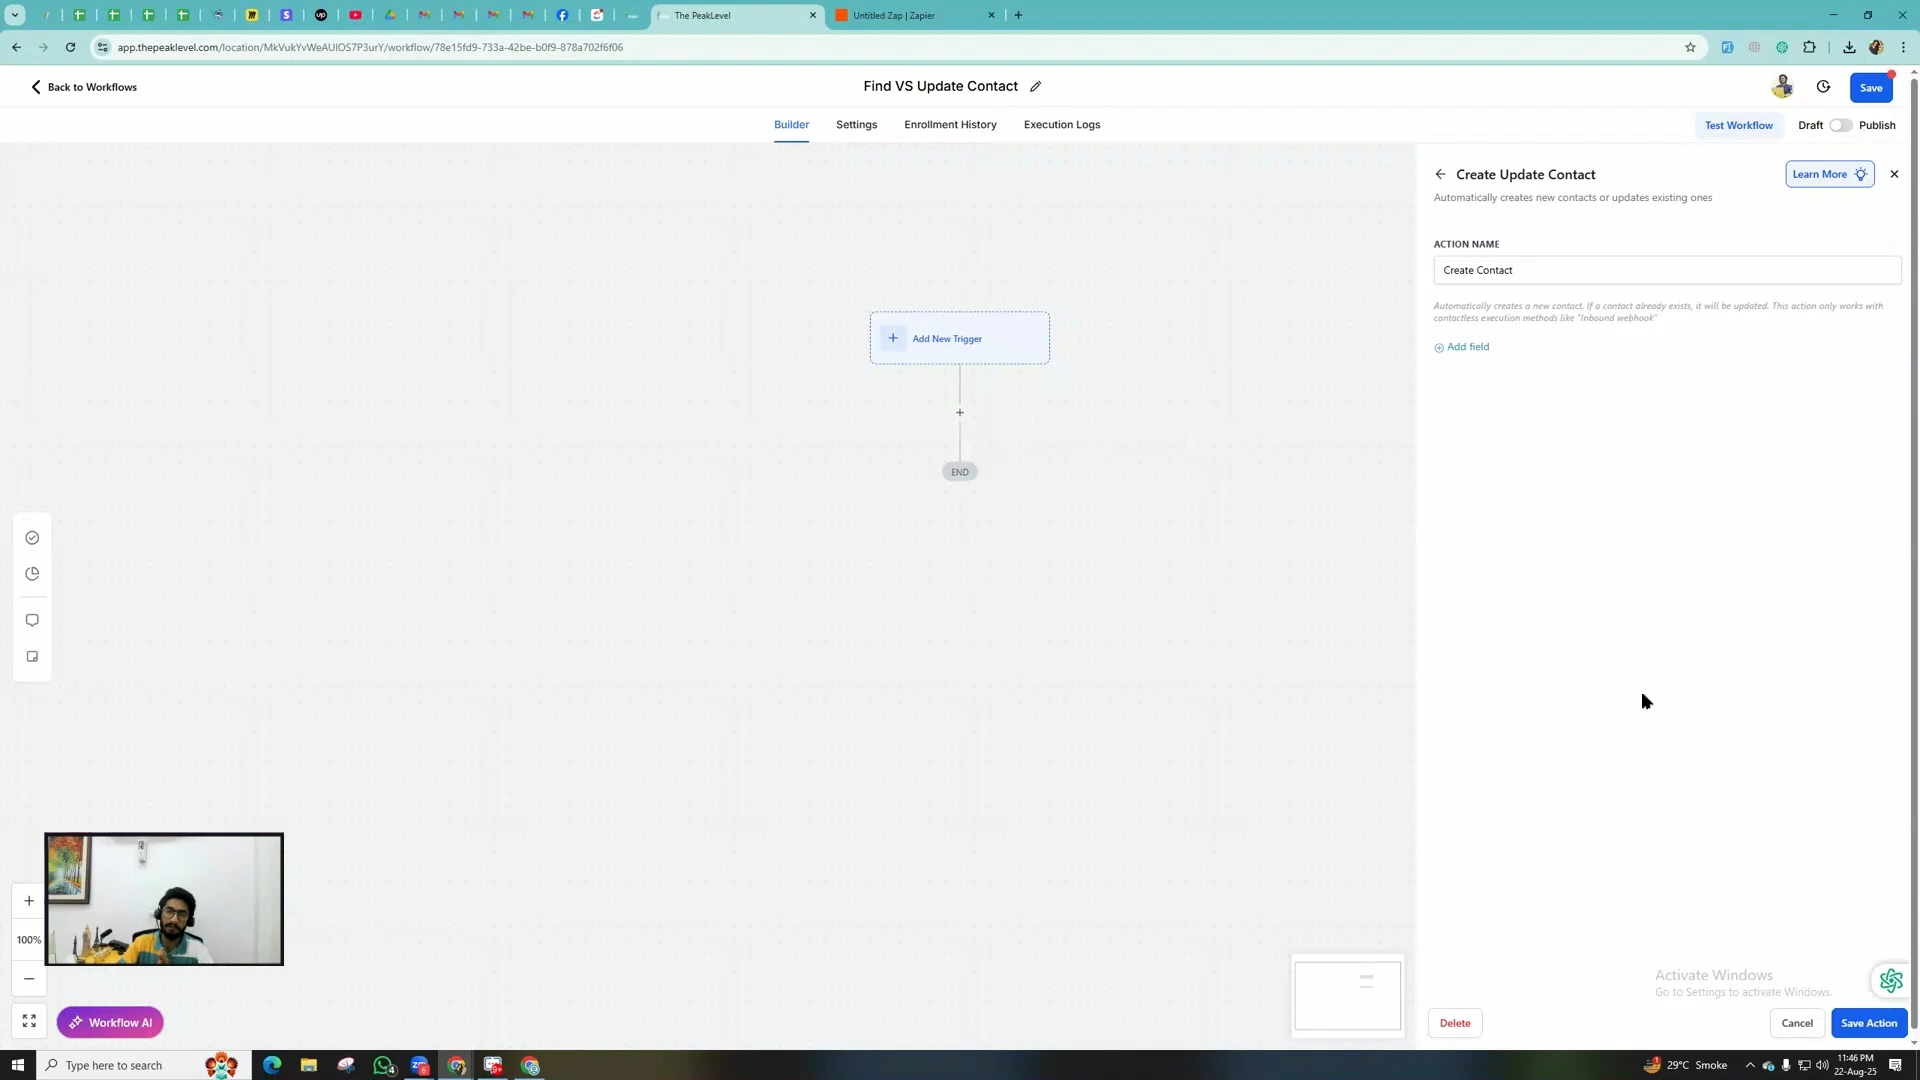 The PeakLevel
Untitled Zap | Zapier
app.thepeaklevel.com/location/MkVukYvWeAUlOS7P3urY/workflow/78e15fd9-733a-42be-b0f9-878a702f6f06
Back to Workflows
Find VS Update Contact
Save
Builder
Settings
Enrollment History
Execution Logs
Test Workflow
Draft
Publish
Create Update Contact
Learn More
Automatically creates new contacts or updates existing ones
ACTION NAME
Create Contact
Automatically creates a new contact. If a contact already exists, it will be updated. This action only works with
contactless execution methods like "Inbound webhook"
Add field
Add New Trigger
END
100%
Workflow AI
Activate Windows
Go to Settings to activate Windows.
Delete
Cancel
Save Action
Type here to search
29°C Smoke
11:46 PM
22-Aug-25